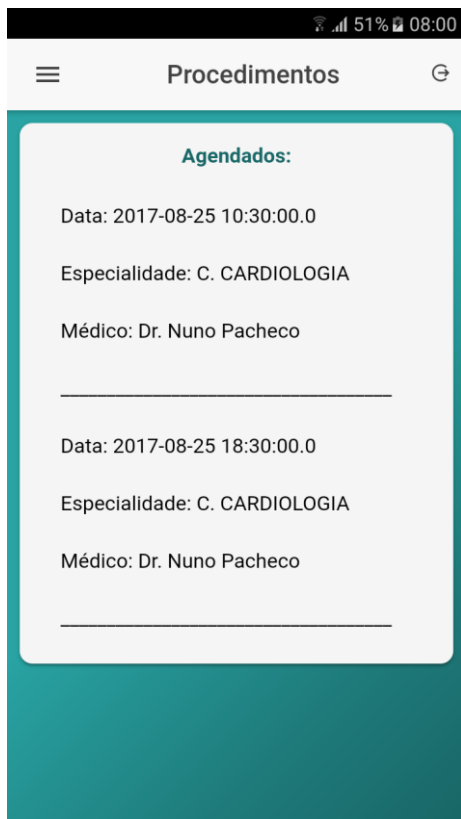 51% 08:00
Procedimentos
Agendados:
Data: 2017-08-25 10:30:00.0
Especialidade: C. CARDIOLOGIA
Médico: Dr. Nuno Pacheco
Data: 2017-08-25 18:30:00.0
Especialidade: C. CARDIOLOGIA
Médico: Dr. Nuno Pacheco